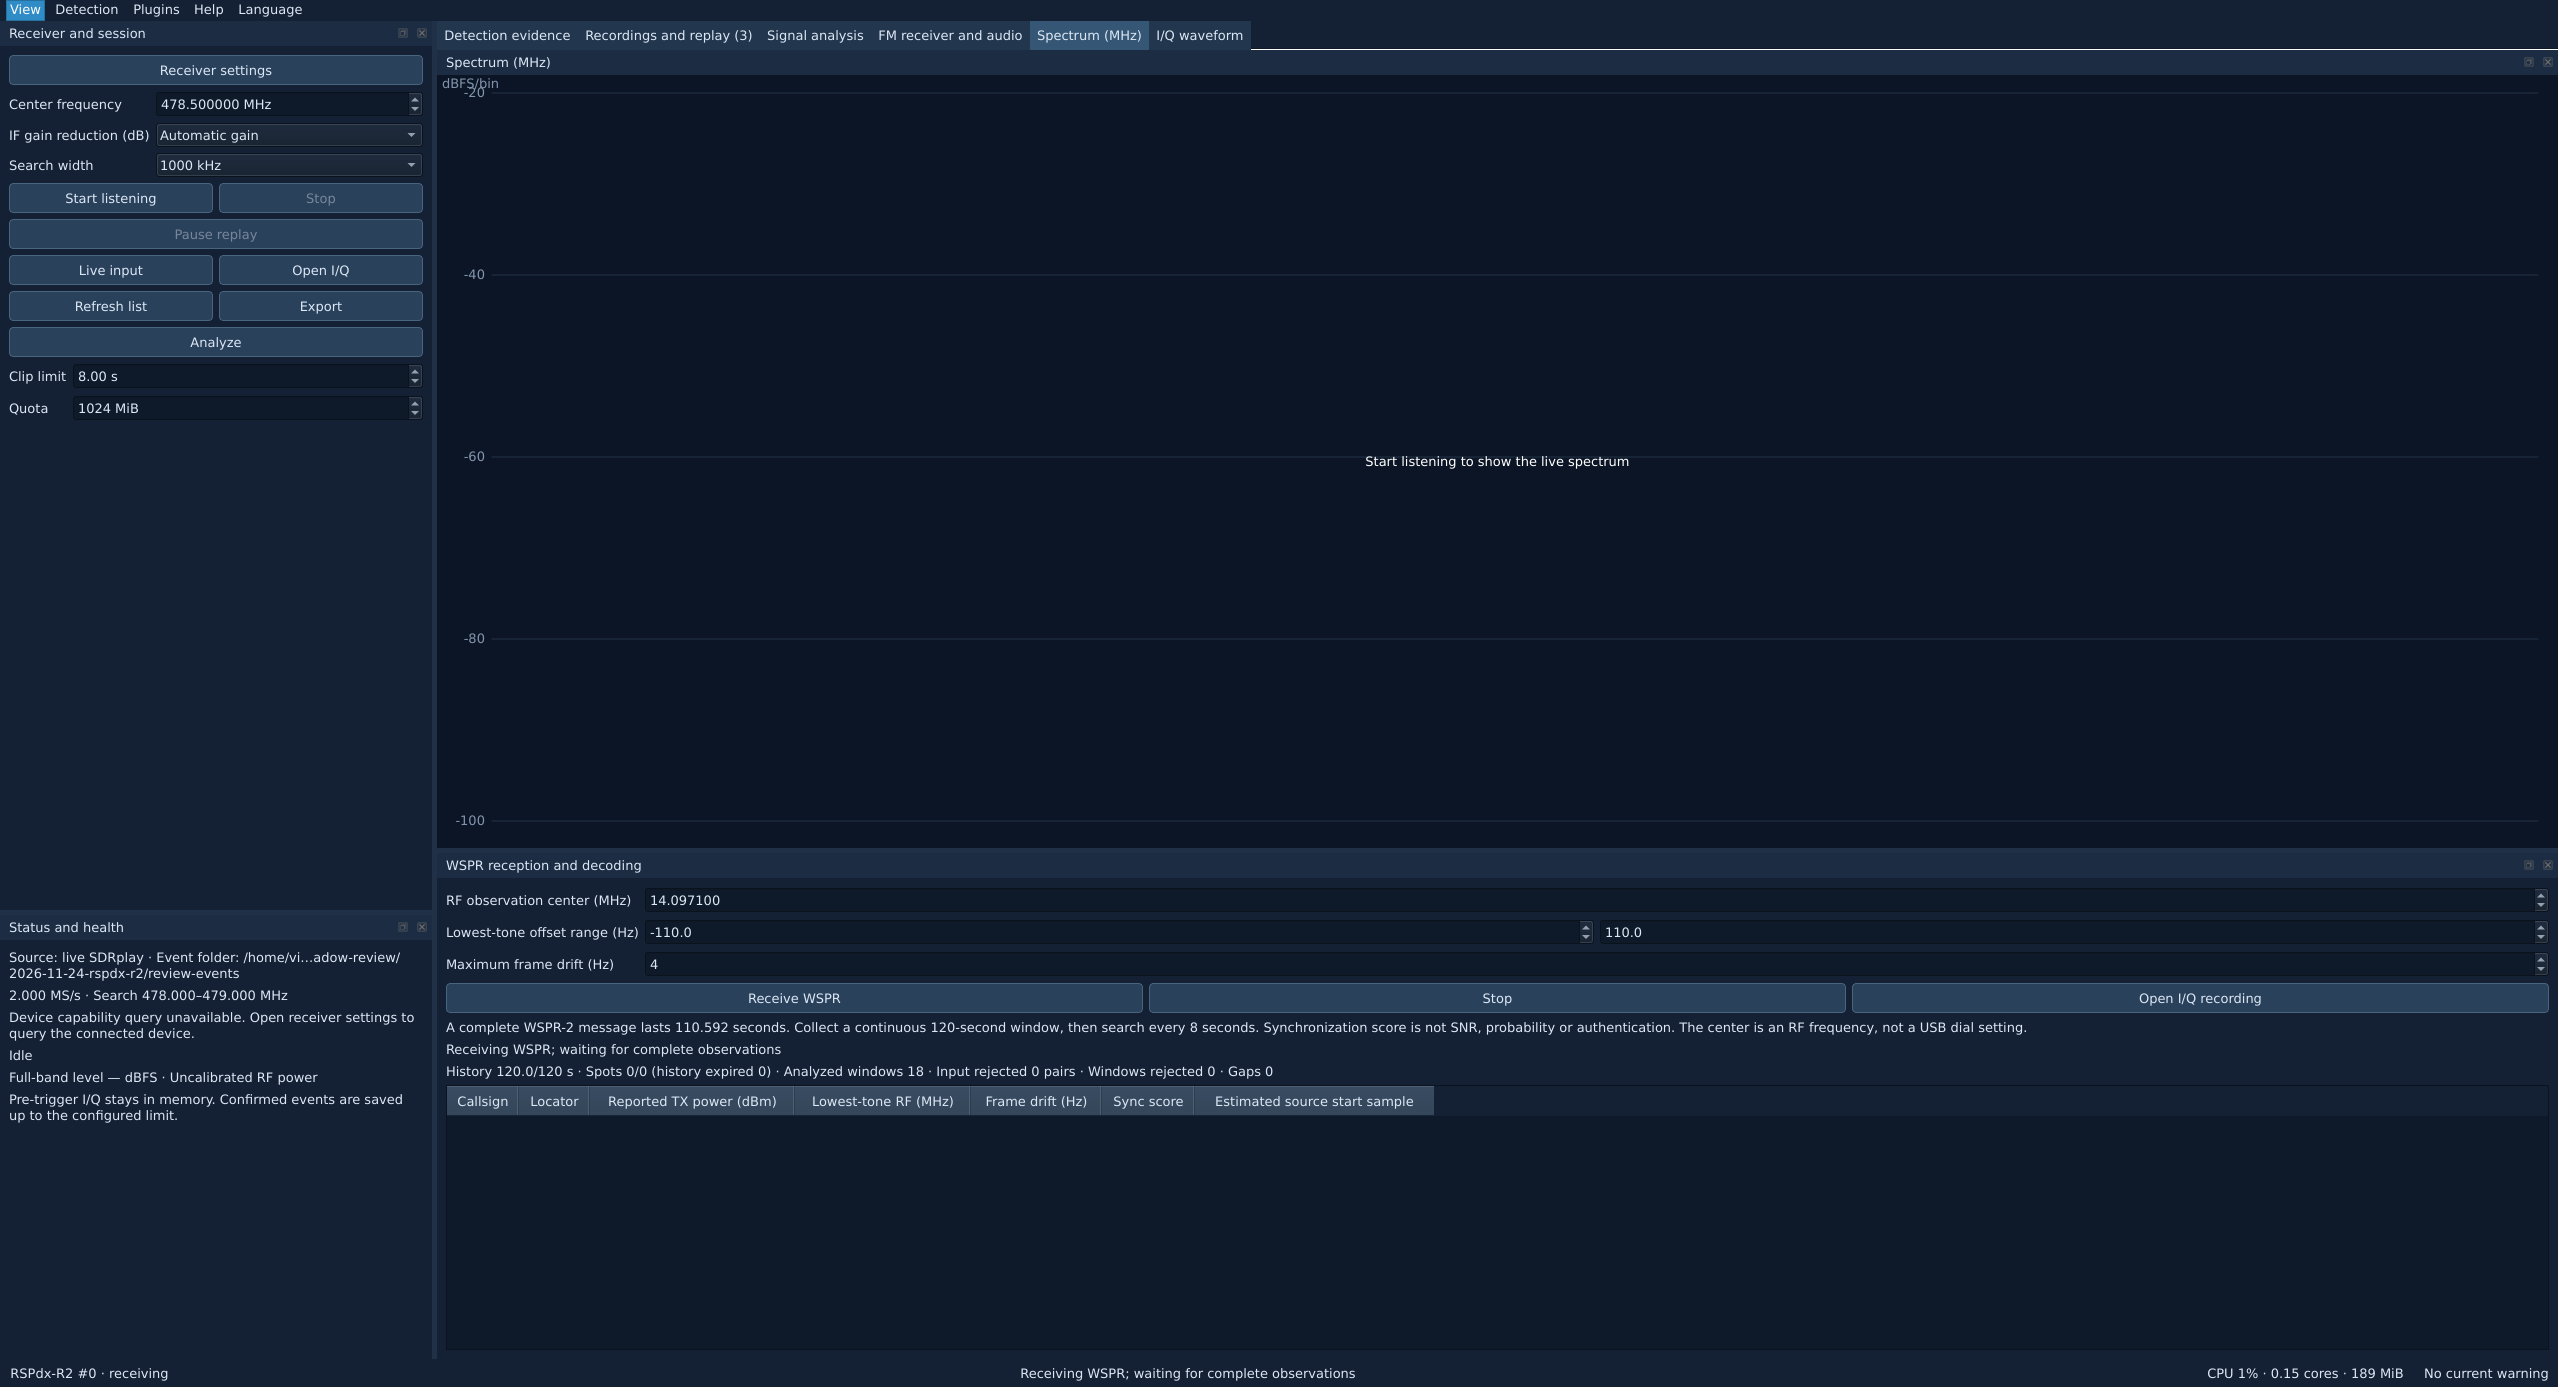 View Detection Plugins Help Language
Receiver and session
Receiver settings
Center frequency 478.500000 MHz
IF gain reduction (dB) Automatic gain
Search width 1000 kHz
Start listening Stop
Pause replay
Live input Open I/Q
Refresh list Export
Analyze
Clip limit 8.00 s
Quota 1024 MiB
Status and health
Source: live SDRplay · Event folder: /home/vi…adow-review/
2026-11-24-rspdx-r2/review-events
2.000 MS/s · Search 478.000–479.000 MHz
Device capability query unavailable. Open receiver settings to
query the connected device.
Idle
Full-band level — dBFS · Uncalibrated RF power
Pre-trigger I/Q stays in memory. Confirmed events are saved
up to the configured limit.
Detection evidence Recordings and replay (3) Signal analysis FM receiver and audio Spectrum (MHz) I/Q waveform
Spectrum (MHz)
dBFS/bin
-20
-40
-60
Start listening to show the live spectrum
-80
-100
WSPR reception and decoding
RF observation center (MHz) 14.097100
Lowest-tone offset range (Hz) -110.0 110.0
Maximum frame drift (Hz) 4
Receive WSPR Stop Open I/Q recording
A complete WSPR-2 message lasts 110.592 seconds. Collect a continuous 120-second window, then search every 8 seconds. Synchronization score is not SNR, probability or authentication. The center is an RF frequency, not a USB dial setting.
Receiving WSPR; waiting for complete observations
History 120.0/120 s · Spots 0/0 (history expired 0) · Analyzed windows 18 · Input rejected 0 pairs · Windows rejected 0 · Gaps 0
Callsign Locator Reported TX power (dBm) Lowest-tone RF (MHz) Frame drift (Hz) Sync score Estimated source start sample
RSPdx-R2 #0 · receiving Receiving WSPR; waiting for complete observations CPU 1% · 0.15 cores · 189 MiB No current warning